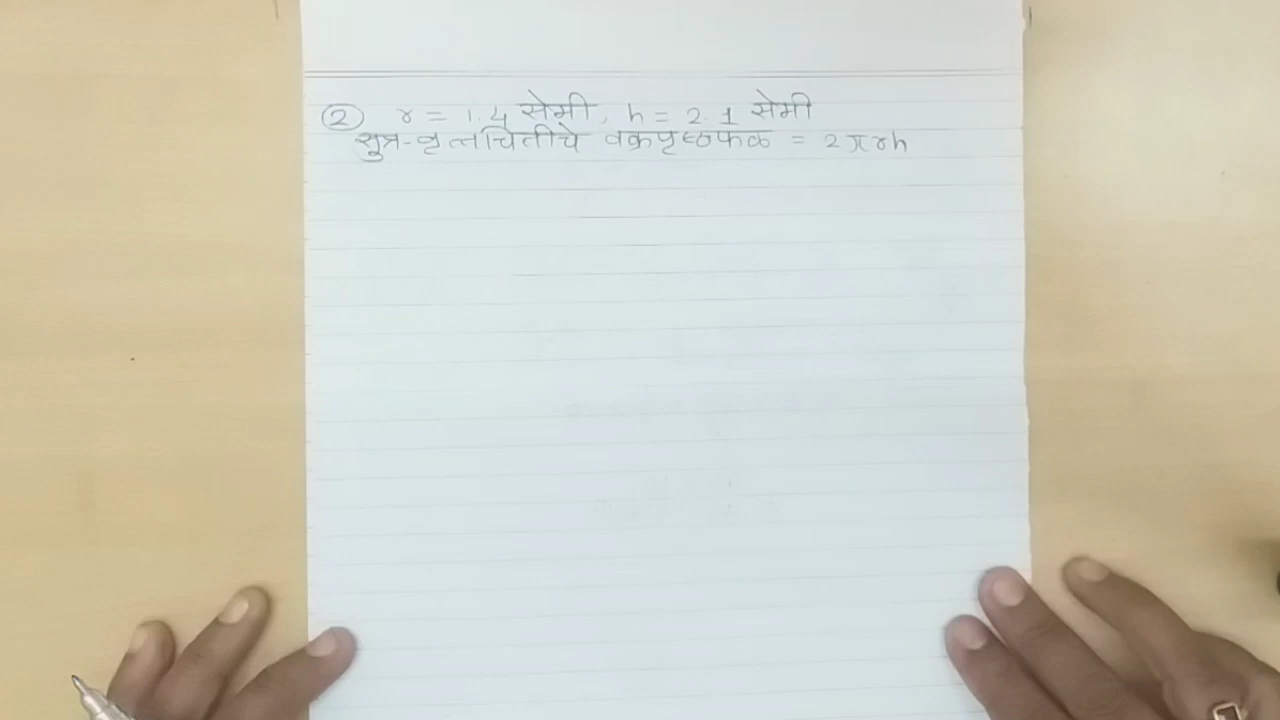 ② r = 1.4 सेमी, h = 2.1 सेमी
सुत्र-वृत्तचितीचे वक्रपृष्ठफळ = 2πrh